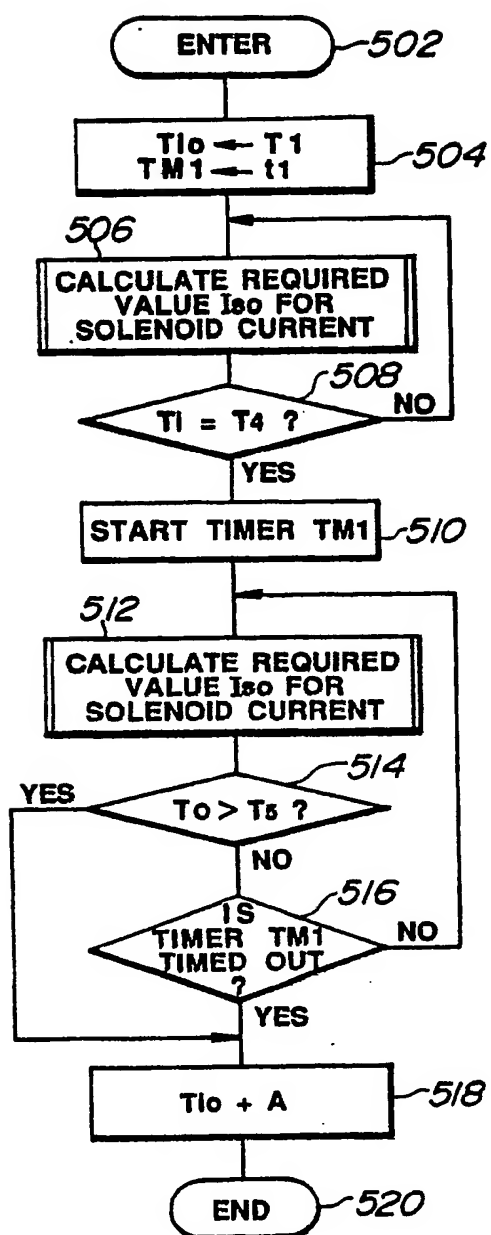 ENTER
502
TIo ← T1
TM1 ← t1
504
506
CALCULATE REQUIRED
VALUE Iso FOR
SOLENOID CURRENT
508
TI = T4 ?
NO
YES
START TIMER TM1
510
512
CALCULATE REQUIRED
VALUE Iso FOR
SOLENOID CURRENT
514
YES
To > T5 ?
NO
516
IS
TIMER TM1
TIMED OUT
?
NO
YES
TIo + A
518
END
520